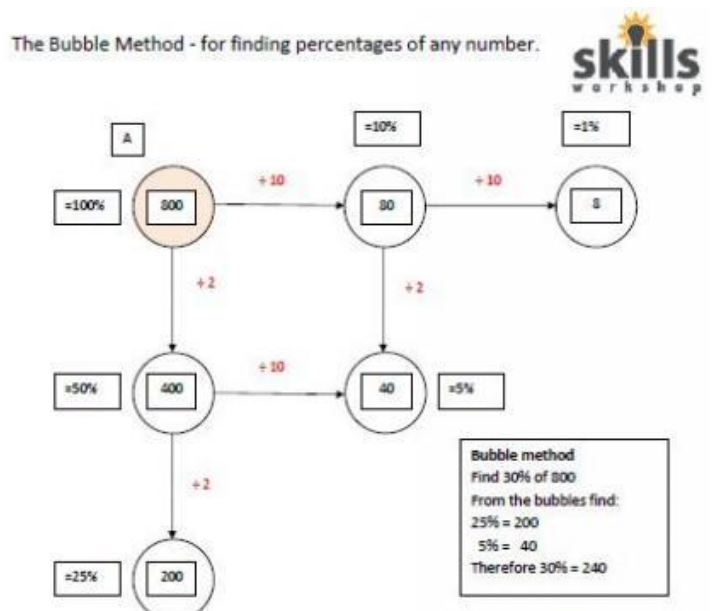 The Bubble Method - for finding percentages of any number.
skills
workshop
A
=10%
=1%
=100%
800
÷ 10
80
÷ 10
8
÷ 2
÷ 2
=50%
400
÷ 10
40
=5%
÷ 2
=25%
200
Bubble method
Find 30% of 800
From the bubbles find:
25% = 200
5% = 40
Therefore 30% = 240